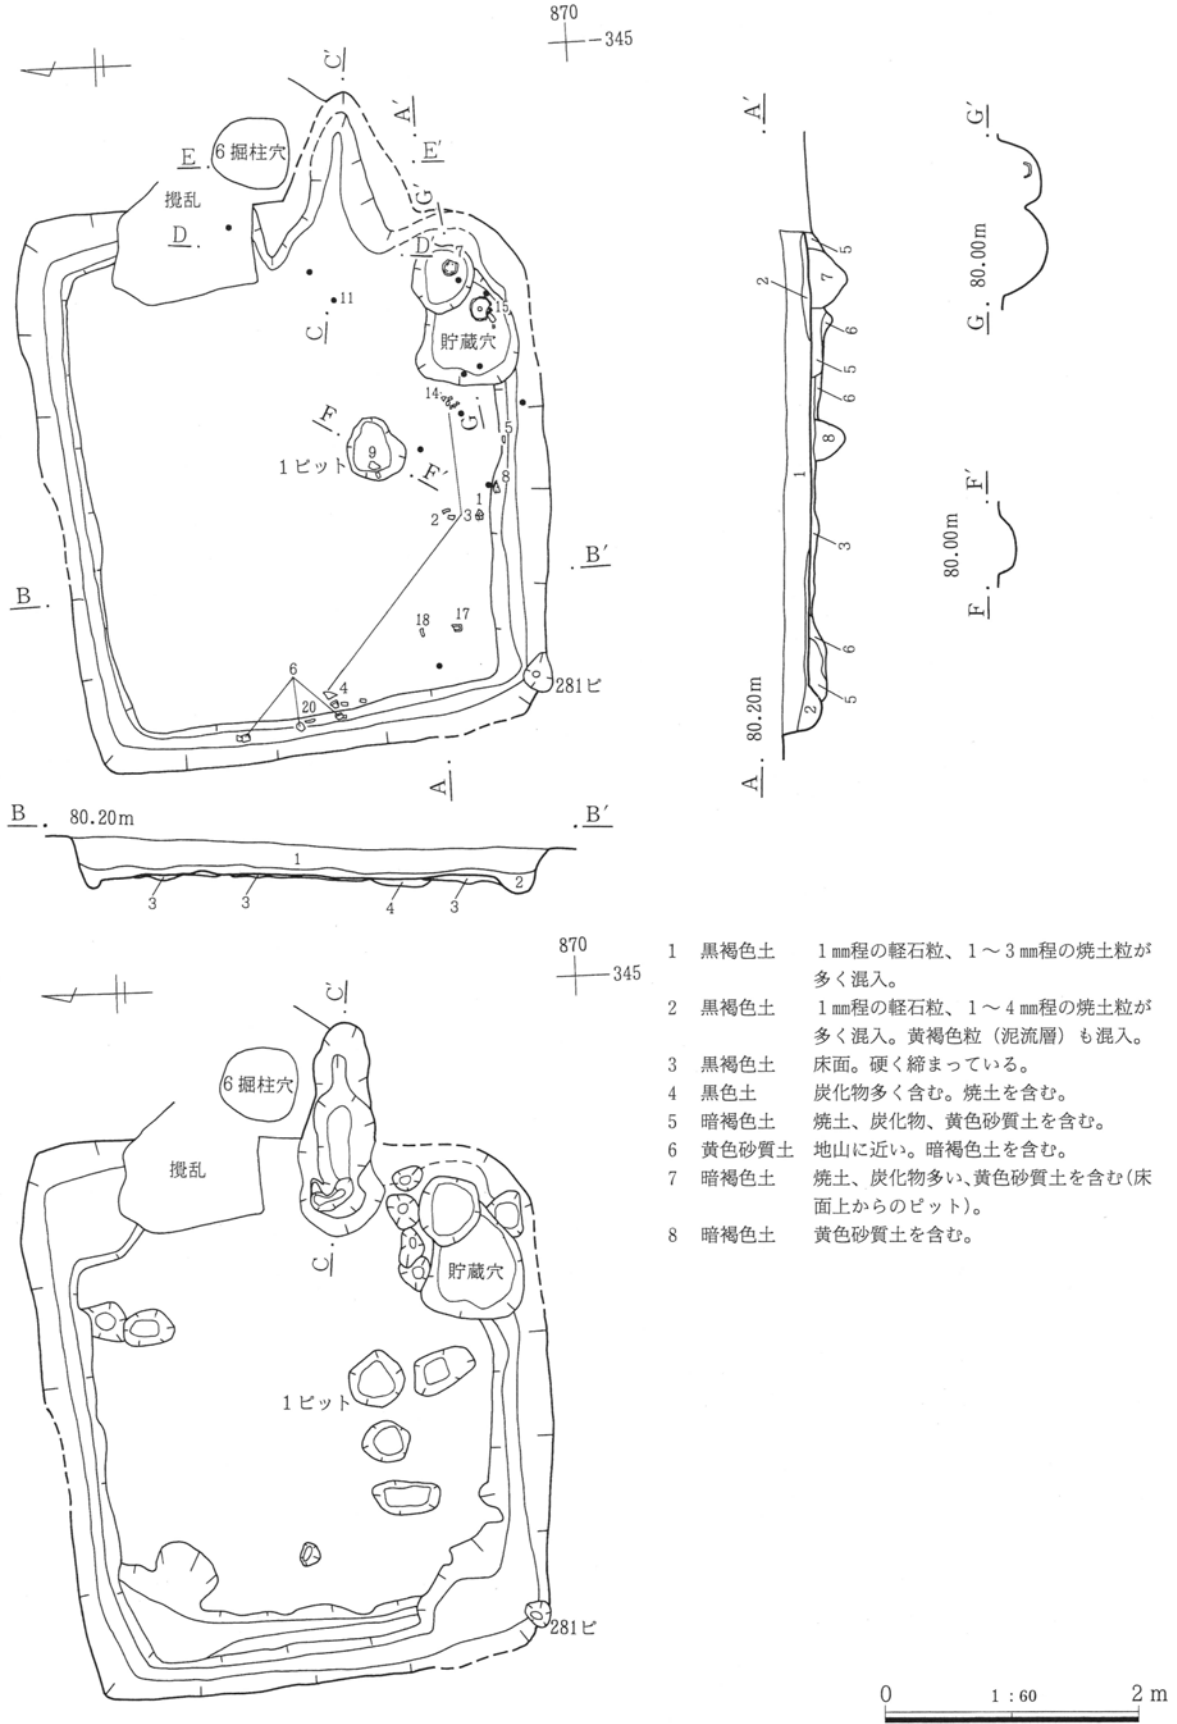 870
-345
C′
A′
E
6掘柱穴
E′
攪乱
G′
D
D′
7
11
C
15
貯蔵穴
14
G
F
5
1ピット
9
F′
8
2
3
1
B
B′
18
17
6
4
20
281ピ
A
A′
G′
5
2
7
80.00m
6
G
5
6
8
1
F′
80.00m
3
F
6
80.20m
5
2
A
B
80.20m
B′
1
2
3
3
4
3
870
345
C′
6掘柱穴
攪乱
C
貯蔵穴
1ピット
281ピ
1 黒褐色土 1㎜程の軽石粒、1～3㎜程の焼土粒が
多く混入。
2 黒褐色土 1㎜程の軽石粒、1～4㎜程の焼土粒が
多く混入。黄褐色粒（泥流層）も混入。
3 黒褐色土 床面。硬く締まっている。
4 黒色土 炭化物多く含む。焼土を含む。
5 暗褐色土 焼土、炭化物、黄色砂質土を含む。
6 黄色砂質土 地山に近い。暗褐色土を含む。
7 暗褐色土 焼土、炭化物多い、黄色砂質土を含む（床
面上からのピット）。
8 暗褐色土 黄色砂質土を含む。
0 1：60 2 m